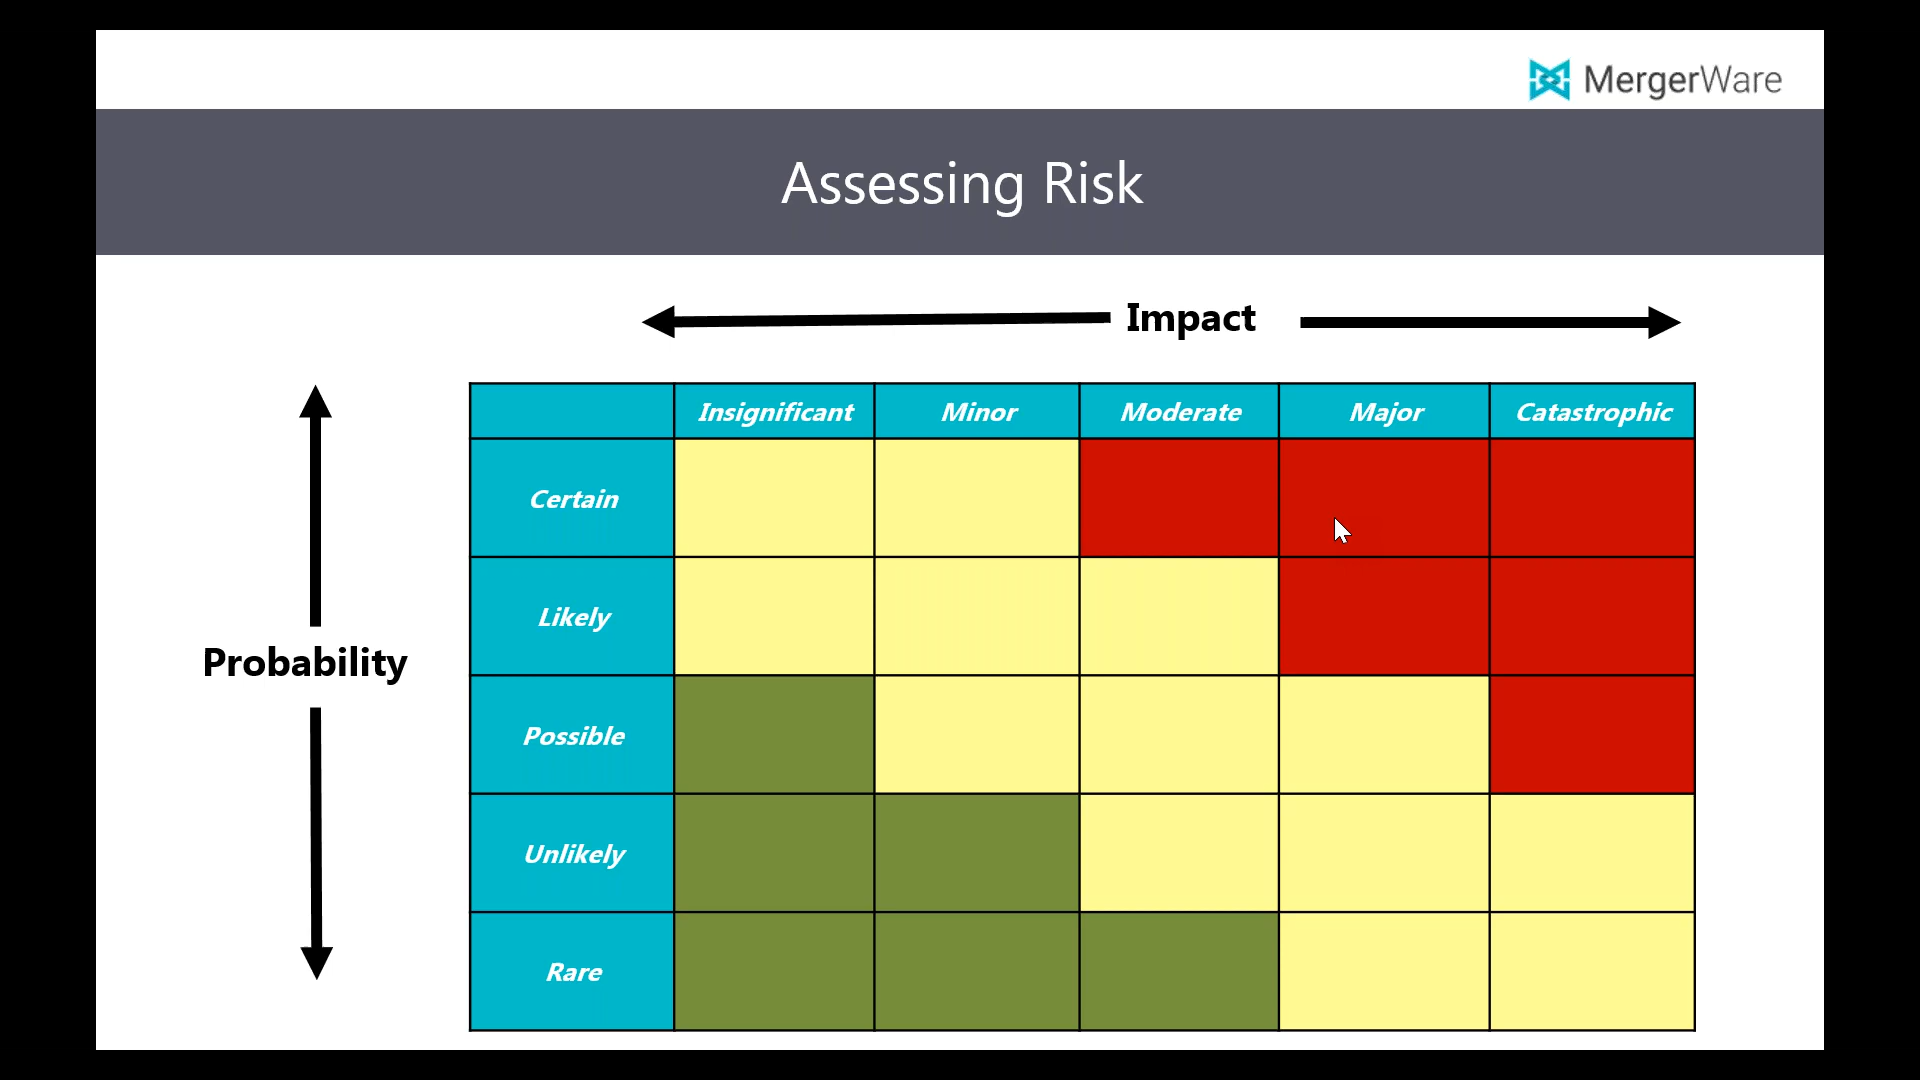 MergerWare
Assessing Risk
Impact
Insignificant Minor Moderate Major Catastrophic
Certain
Likely
Probability
Possible
Unlikely
Rare